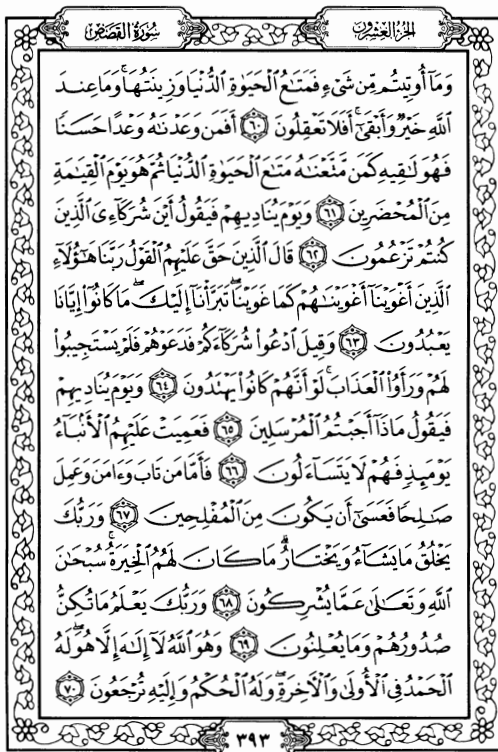 الجزء العشرون
سورة القصص
وَمَآ أُوتِيتُم مِّن شَىْءٍ فَمَتَٰعُ ٱلْحَيَوٰةِ ٱلدُّنْيَا وَزِينَتُهَا ۚ وَمَا عِندَ
ٱللَّهِ خَيْرٌ وَأَبْقَىٰٓ ۚ أَفَلَا تَعْقِلُونَ ٦٠ أَفَمَن وَعَدْنَٰهُ وَعْدًا حَسَنًا
فَهُوَ لَٰقِيهِ كَمَن مَّتَّعْنَٰهُ مَتَٰعَ ٱلْحَيَوٰةِ ٱلدُّنْيَا ثُمَّ هُوَ يَوْمَ ٱلْقِيَٰمَةِ
مِنَ ٱلْمُحْضَرِينَ ٦١ وَيَوْمَ يُنَادِيهِمْ فَيَقُولُ أَيْنَ شُرَكَآءِىَ ٱلَّذِينَ
كُنتُمْ تَزْعُمُونَ ٦٢ قَالَ ٱلَّذِينَ حَقَّ عَلَيْهِمُ ٱلْقَوْلُ رَبَّنَا هَٰٓؤُلَآءِ
ٱلَّذِينَ أَغْوَيْنَآ أَغْوَيْنَٰهُمْ كَمَا غَوَيْنَا ۖ تَبَرَّأْنَآ إِلَيْكَ ۖ مَا كَانُوٓا۟ إِيَّانَا
يَعْبُدُونَ ٦٣ وَقِيلَ ٱدْعُوا۟ شُرَكَآءَكُمْ فَدَعَوْهُمْ فَلَمْ يَسْتَجِيبُوا۟
لَهُمْ وَرَأَوُا۟ ٱلْعَذَابَ ۚ لَوْ أَنَّهُمْ كَانُوا۟ يَهْتَدُونَ ٦٤ وَيَوْمَ يُنَادِيهِمْ
فَيَقُولُ مَاذَآ أَجَبْتُمُ ٱلْمُرْسَلِينَ ٦٥ فَعَمِيَتْ عَلَيْهِمُ ٱلْأَنۢبَآءُ
يَوْمَئِذٍ فَهُمْ لَا يَتَسَآءَلُونَ ٦٦ فَأَمَّا مَن تَابَ وَءَامَنَ وَعَمِلَ
صَٰلِحًا فَعَسَىٰٓ أَن يَكُونَ مِنَ ٱلْمُفْلِحِينَ ٦٧ وَرَبُّكَ
يَخْلُقُ مَا يَشَآءُ وَيَخْتَارُ ۗ مَا كَانَ لَهُمُ ٱلْخِيَرَةُ ۚ سُبْحَٰنَ
ٱللَّهِ وَتَعَٰلَىٰ عَمَّا يُشْرِكُونَ ٦٨ وَرَبُّكَ يَعْلَمُ مَا تُكِنُّ
صُدُورُهُمْ وَمَا يُعْلِنُونَ ٦٩ وَهُوَ ٱللَّهُ لَآ إِلَٰهَ إِلَّا هُوَ ۖ لَهُ
ٱلْحَمْدُ فِى ٱلْأُولَىٰ وَٱلْءَاخِرَةِ ۖ وَلَهُ ٱلْحُكْمُ وَإِلَيْهِ تُرْجَعُونَ ٧٠
٣٩٣